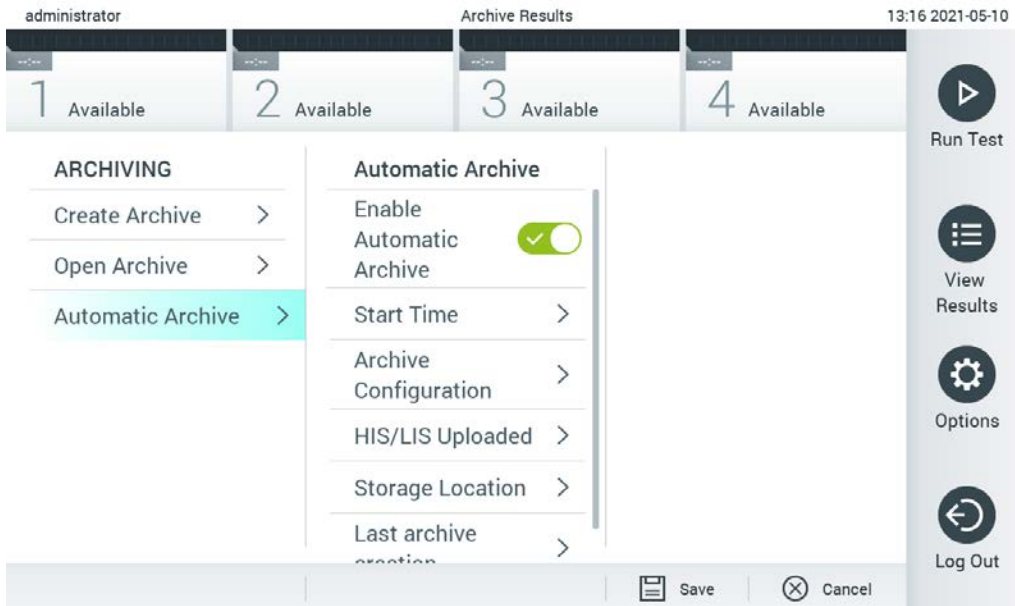 administrator
Archive Results
13:16 2021-05-10
--:--
--:--
--:--
--:--
1 Available
2 Available
3 Available
4 Available
ARCHIVING
Create Archive
Open Archive
Automatic Archive
Automatic Archive
Enable
Automatic
Archive
Start Time
Archive
Configuration
HIS/LIS Uploaded
Storage Location
Last archive
creation
Save
Cancel
Run Test
View
Results
Options
Log Out